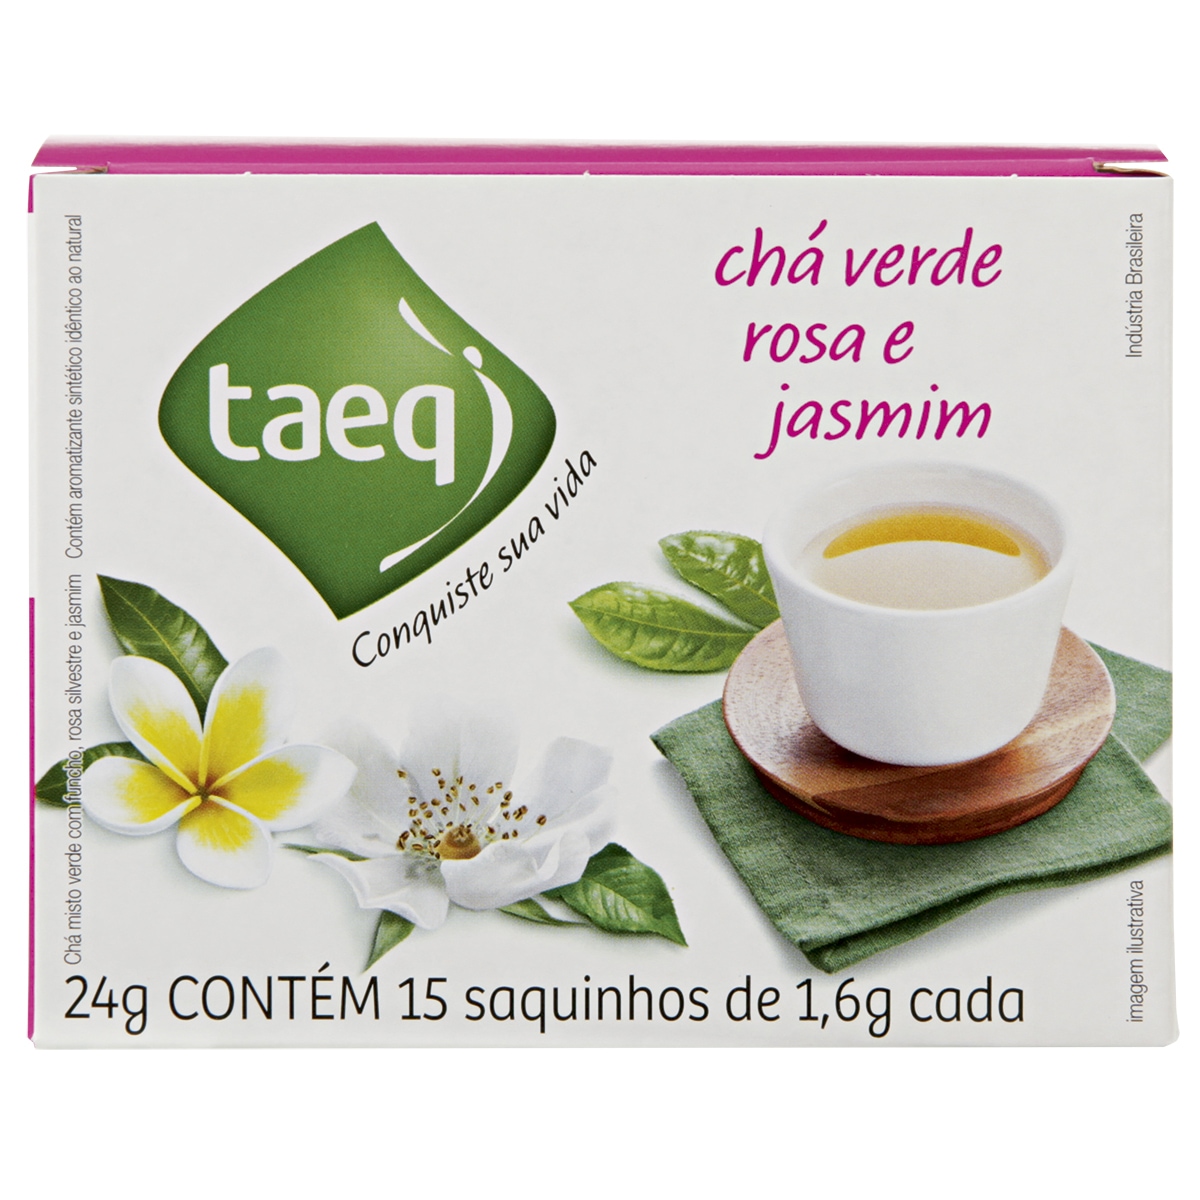 taeq
Conquiste sua vida
chá verde
rosa e
jasmim
Indústria Brasileira
Chá misto verde com funcho, rosa silvestre e jasmim Contém aromatizante sintético idêntico ao natural
imagem ilustrativa
24g CONTÉM 15 saquinhos de 1,6g cada